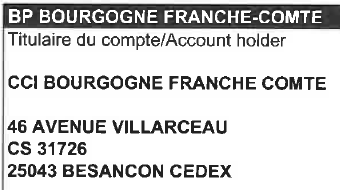 BP BOURGOGNE FRANCHE-COMTE
Titulaire du compte/Account holder
CCI BOURGOGNE FRANCHE COMTE
46 AVENUE VILLARCEAU
CS 31726
25043 BESANCON CEDEX